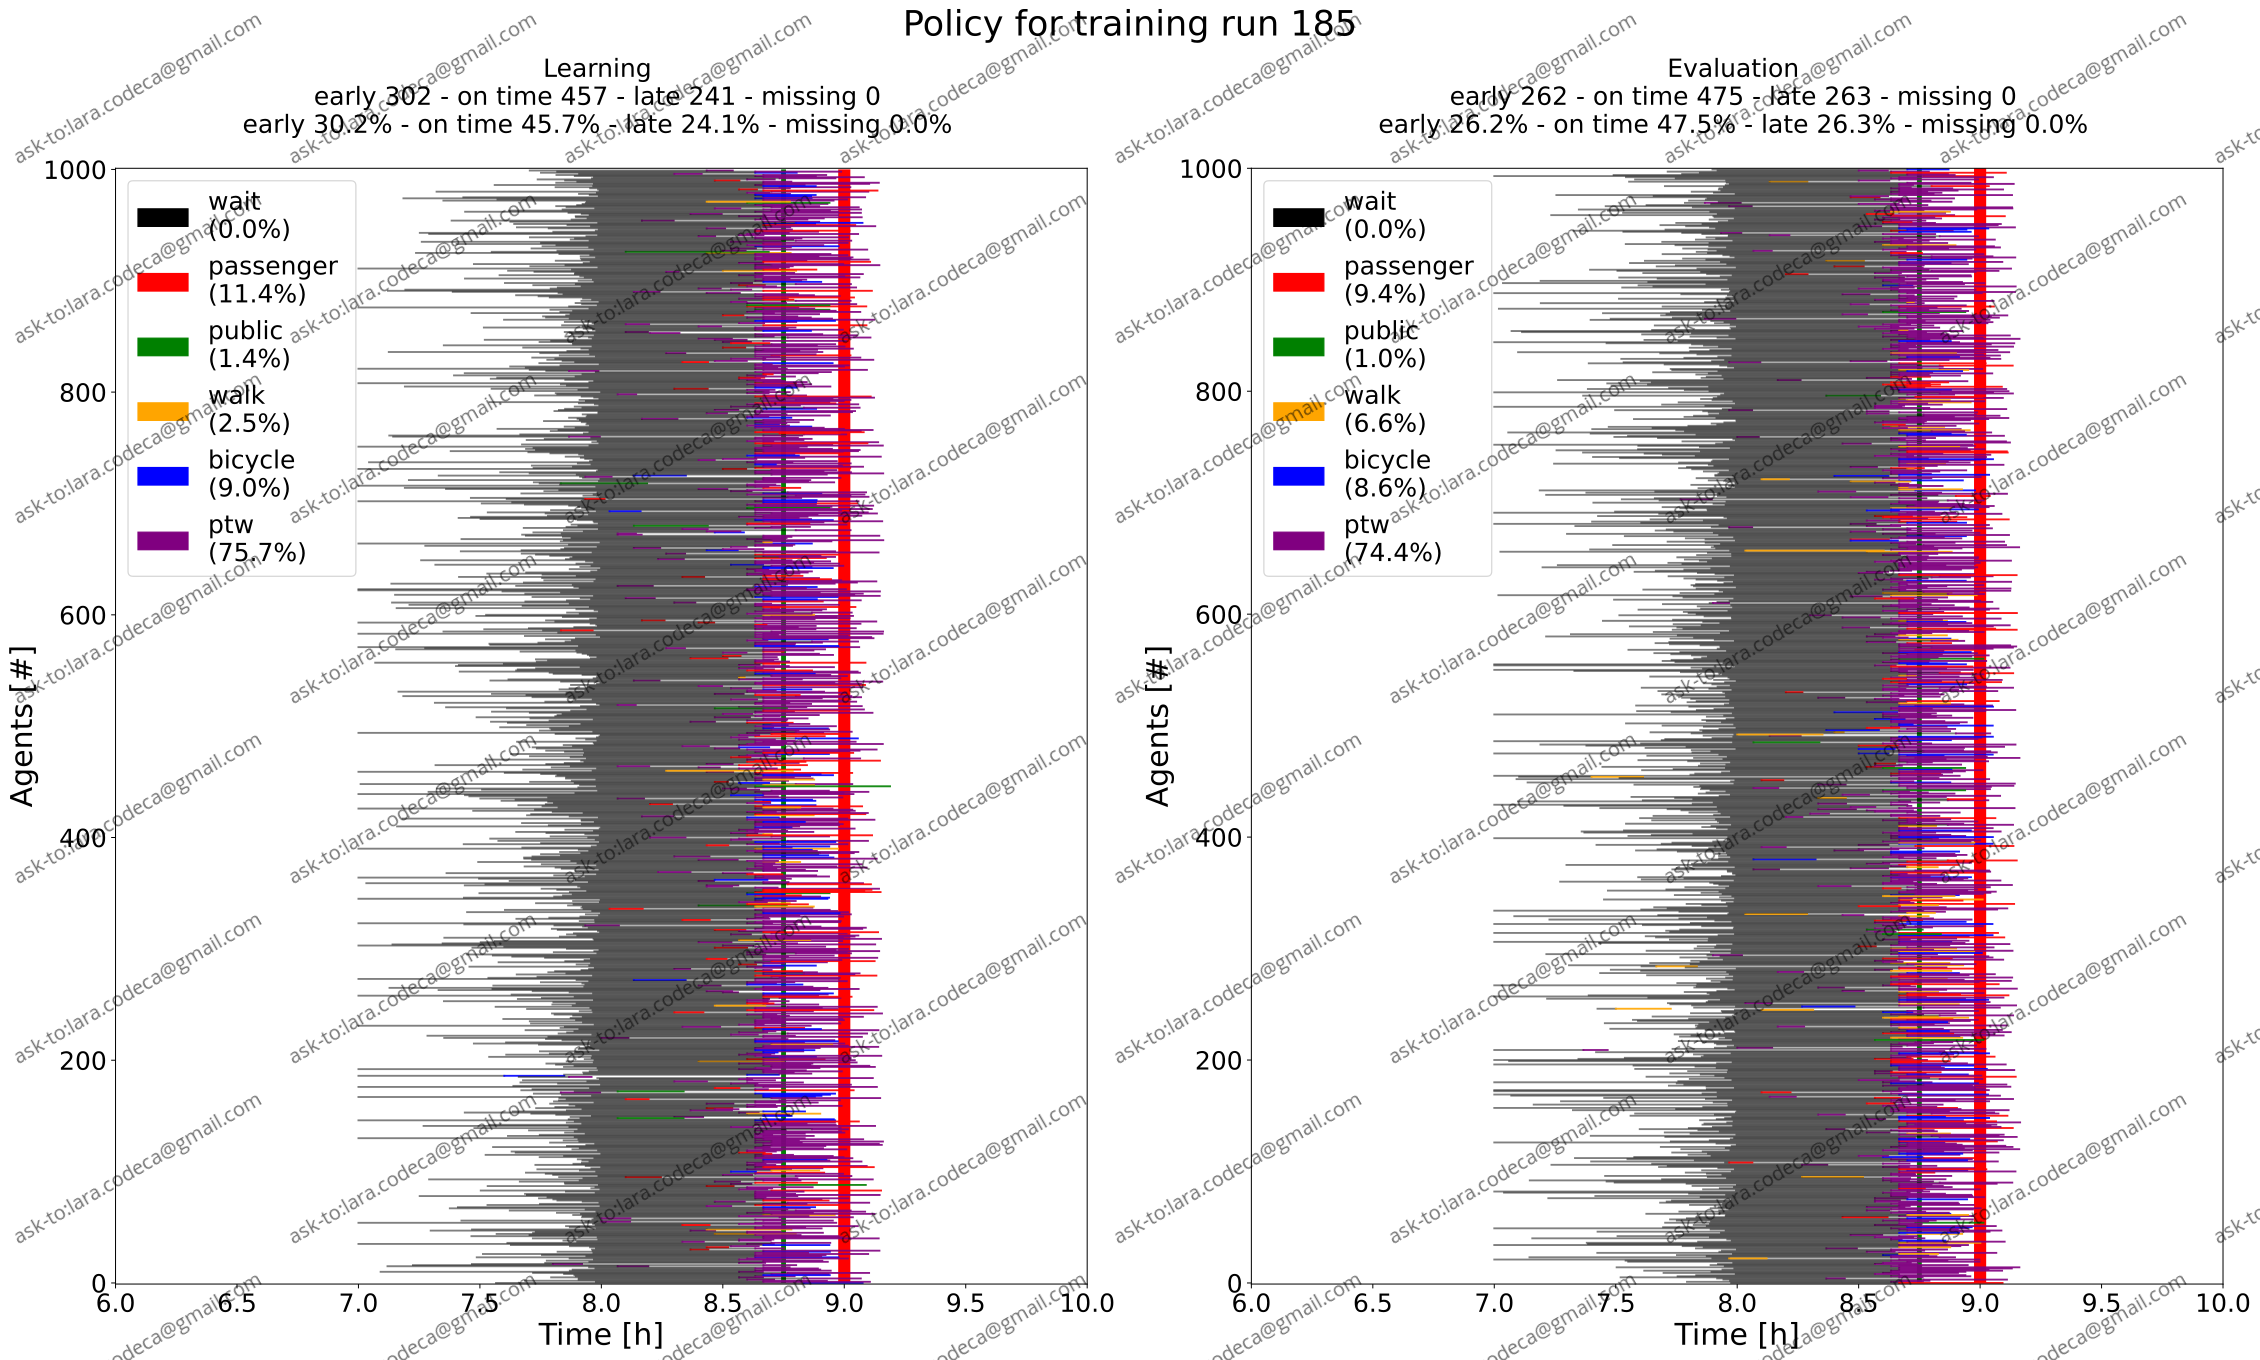 Policy for training run 185
Learning
early 302 - on time 457 - late 241 - missing 0
early 30.2% - on time 45.7% - late 24.1% - missing 0.0%
1000
800
600
400
200
0
Agents [#]
wait
(0.0%)
passenger
(11.4%)
public
(1.4%)
walk
(2.5%)
bicycle
(9.0%)
ptw
(75.7%)
6.0 6.5 7.0 7.5 8.0 8.5 9.0 9.5 10.0
Time [h]
Evaluation
early 262 - on time 475 - late 263 - missing 0
early 26.2% - on time 47.5% - late 26.3% - missing 0.0%
1000
800
600
400
200
0
Agents [#]
wait
(0.0%)
passenger
(9.4%)
public
(1.0%)
walk
(6.6%)
bicycle
(8.6%)
ptw
(74.4%)
6.0 6.5 7.0 7.5 8.0 8.5 9.0 9.5 10.0
Time [h]
ask-to:lara.codeca@gmail.com